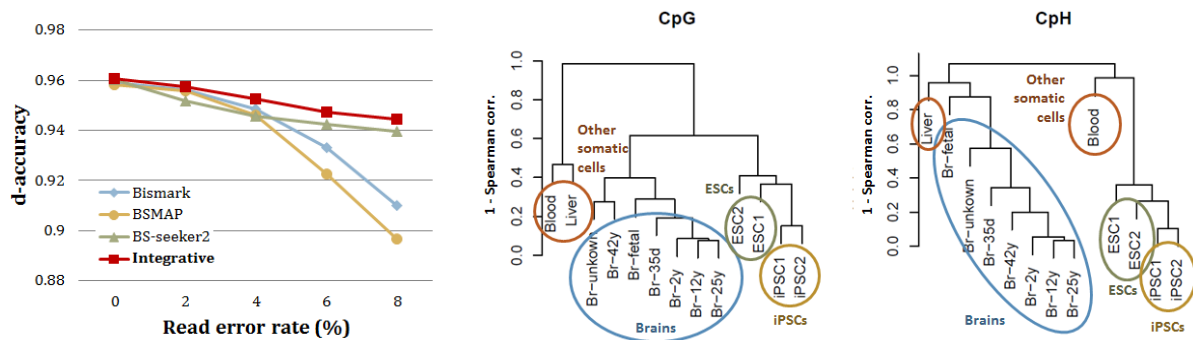 0.98
0.96
0.94
0.92
0.9
0.88
d-accuracy
Bismark
BSMAP
BS-seeker2
Integrative
0
2
4
6
8
Read error rate (%)
CpG
1 - Spearman corr.
0.0
0.2
0.4
0.6
0.8
1.0
Other
somatic
cells
Blood
Liver
Br-unkown
Br-42y
Br-fetal
Br-35d
Br-2y
Br-12y
Br-25y
Brains
ESCs
ESC2
ESC1
iPSC1
iPSC2
iPSCs
CpH
1 - Spearman corr.
0.0
0.2
0.4
0.6
0.8
1.0
Liver
Br-fetal
Br-unkown
Br-35d
Br-42y
Br-2y
Br-12y
Br-25y
Brains
Other
somatic
cells
Blood
ESC1
ESC2
ESCs
iPSC1
iPSC2
iPSCs